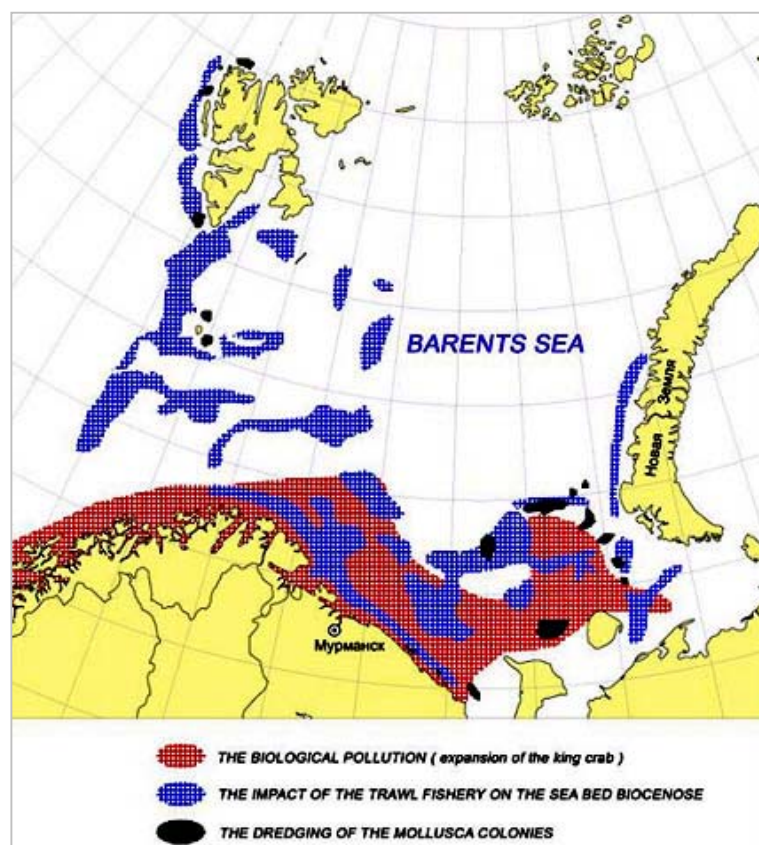 BARENTS SEA
Новая Земля
Мурманск
THE BIOLOGICAL POLLUTION ( expansion of the king crab )
THE IMPACT OF THE TRAWL FISHERY ON THE SEA BED BIOCENOSE
THE DREDGING OF THE MOLLUSCA COLONIES